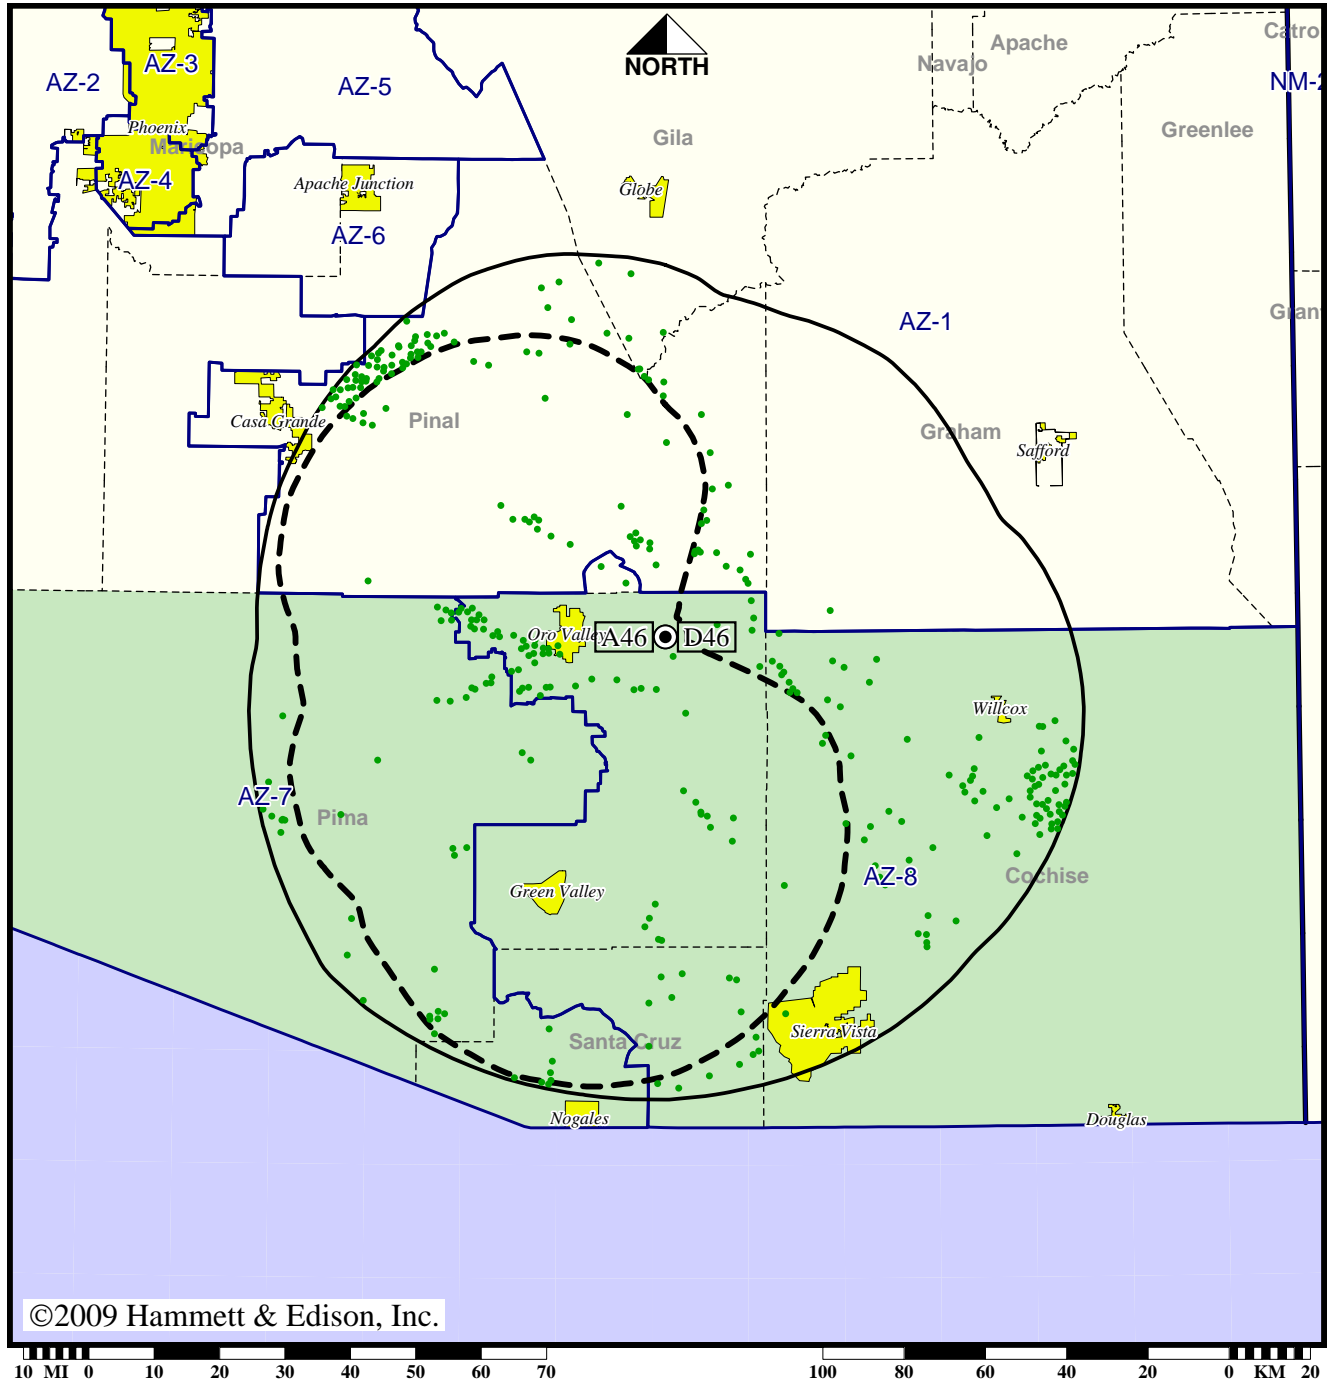 AZ-3
AZ-2
AZ-5
NORTH
Apache
Navajo
Catro
NM-2
Phoenix
Maricopa
Gila
Greenlee
AZ-4
Apache Junction
Globe
AZ-6
AZ-1
Gran
Casa Grande
Pinal
Graham
Safford
Oro Valley
A46
D46
Willcox
AZ-7
Pima
AZ-8
Cochise
Green Valley
Santa Cruz
Sierra Vista
Nogales
Douglas
©2009 Hammett & Edison, Inc.
10 MI 0 10 20 30 40 50 60 70
100 80 60 40 20 0 KM 20